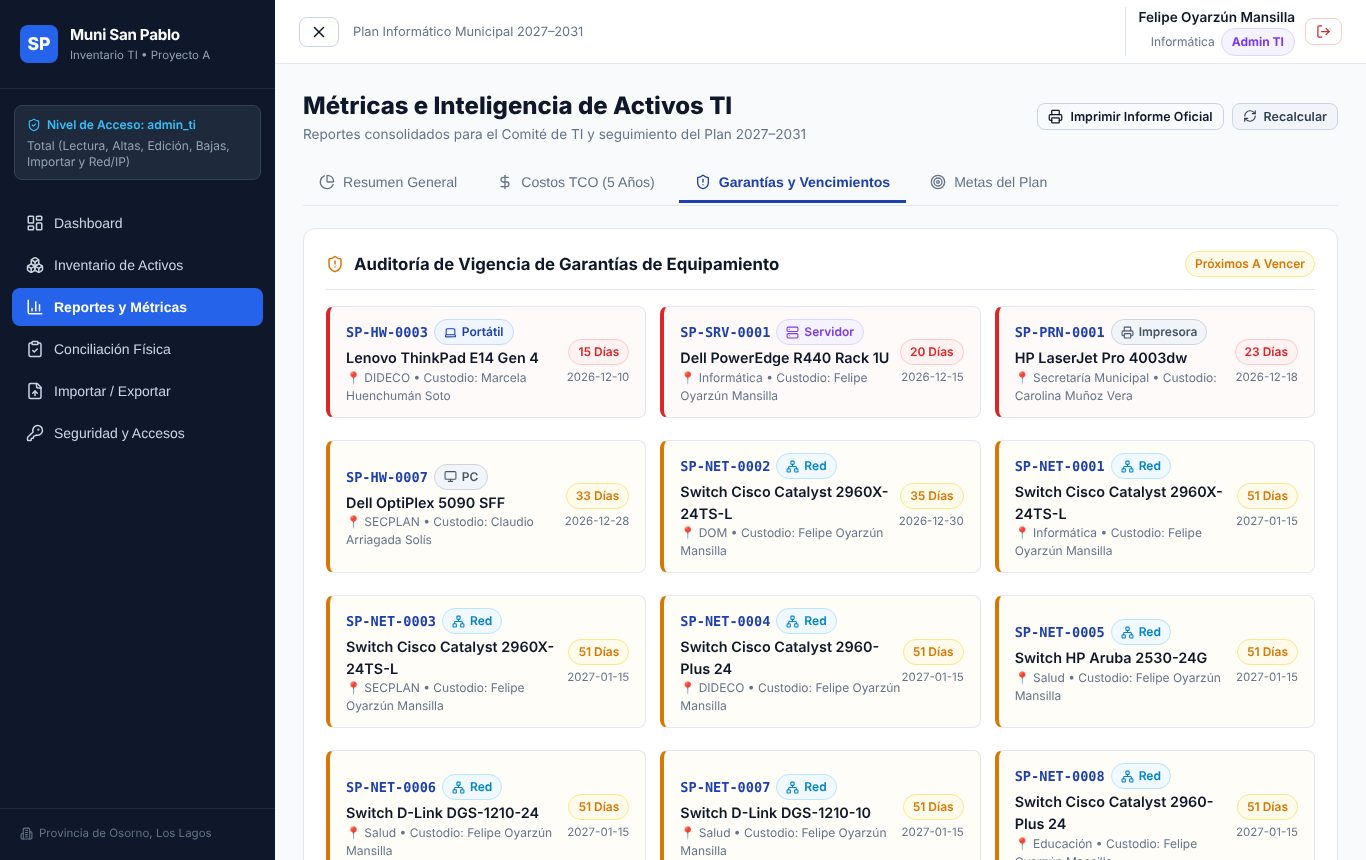 SP
Muni San Pablo
Inventario TI • Proyecto A
Nivel de Acceso: admin_ti
Total (Lectura, Altas, Edición, Bajas,
Importar y Red/IP)
Dashboard
Inventario de Activos
Reportes y Métricas
Conciliación Física
Importar / Exportar
Seguridad y Accesos
Provincia de Osorno, Los Lagos
Plan Informático Municipal 2027–2031
Felipe Oyarzún Mansilla
Informática Admin TI
Métricas e Inteligencia de Activos TI
Reportes consolidados para el Comité de TI y seguimiento del Plan 2027–2031
Imprimir Informe Oficial
Recalcular
Resumen General
Costos TCO (5 Años)
Garantías y Vencimientos
Metas del Plan
Auditoría de Vigencia de Garantías de Equipamiento
Próximos A Vencer
SP-HW-0003 Portátil
Lenovo ThinkPad E14 Gen 4
📍 DIDECO • Custodio: Marcela
Huenchumán Soto
15 Días
2026-12-10
SP-SRV-0001 Servidor
Dell PowerEdge R440 Rack 1U
📍 Informática • Custodio: Felipe
Oyarzún Mansilla
20 Días
2026-12-15
SP-PRN-0001 Impresora
HP LaserJet Pro 4003dw
📍 Secretaría Municipal • Custodio:
Carolina Muñoz Vera
23 Días
2026-12-18
SP-HW-0007 PC
Dell OptiPlex 5090 SFF
📍 SECPLAN • Custodio: Claudio
Arriagada Solís
33 Días
2026-12-28
SP-NET-0002 Red
Switch Cisco Catalyst 2960X-
24TS-L
📍 DOM • Custodio: Felipe Oyarzún
Mansilla
35 Días
2026-12-30
SP-NET-0001 Red
Switch Cisco Catalyst 2960X-
24TS-L
📍 Informática • Custodio: Felipe
Oyarzún Mansilla
51 Días
2027-01-15
SP-NET-0003 Red
Switch Cisco Catalyst 2960X-
24TS-L
📍 SECPLAN • Custodio: Felipe
Oyarzún Mansilla
51 Días
2027-01-15
SP-NET-0004 Red
Switch Cisco Catalyst 2960-
Plus 24
📍 DIDECO • Custodio: Felipe Oyarzún
Mansilla
51 Días
2027-01-15
SP-NET-0005 Red
Switch HP Aruba 2530-24G
📍 Salud • Custodio: Felipe Oyarzún
Mansilla
51 Días
2027-01-15
SP-NET-0006 Red
Switch D-Link DGS-1210-24
📍 Salud • Custodio: Felipe Oyarzún
Mansilla
51 Días
2027-01-15
SP-NET-0007 Red
Switch D-Link DGS-1210-10
📍 Salud • Custodio: Felipe Oyarzún
Mansilla
51 Días
2027-01-15
SP-NET-0008 Red
Switch Cisco Catalyst 2960-
Plus 24
📍 Educación • Custodio: Felipe
51 Días
2027-01-15